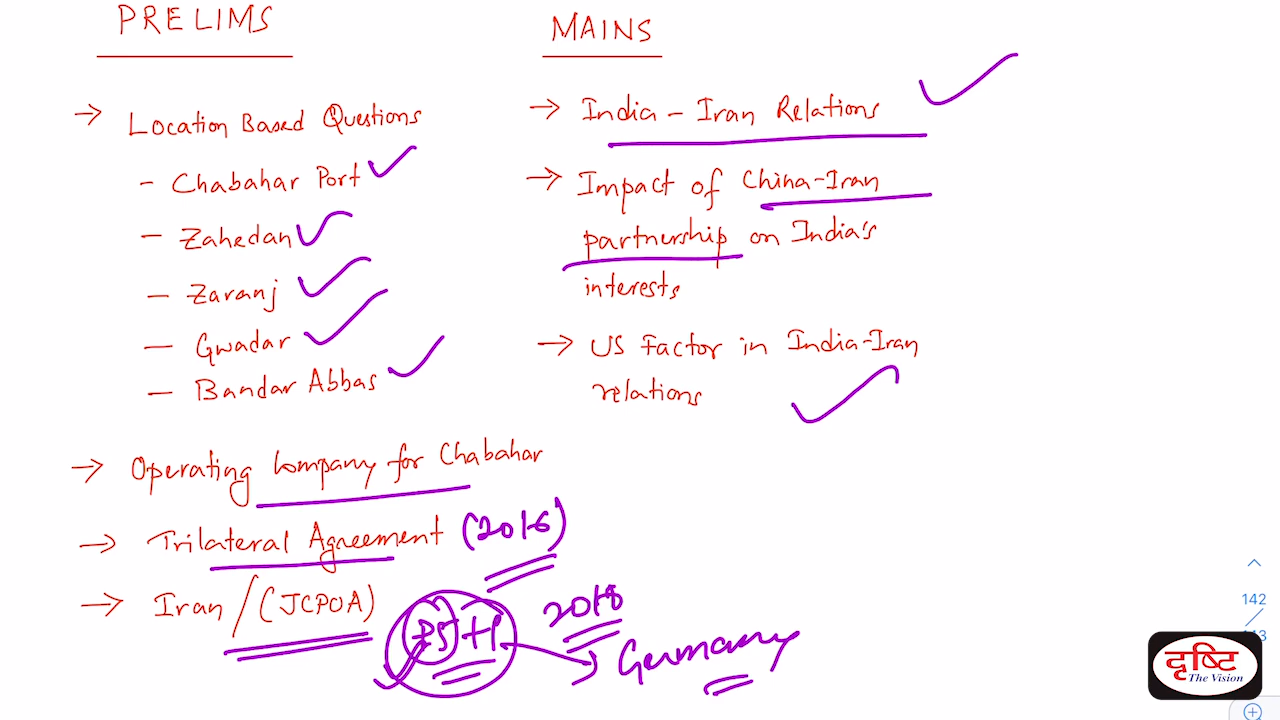 PRELIMS
→ Location Based Questions
- Chabahar Port
- Zahedan
- Zaranj
- Gwadar
- Bandar Abbas
→ Operating Company for Chabahar
→ Trilateral Agreement (2016)
→ Iran / (JCPOA)
P5+1
2018
→ Germany
MAINS
→ India - Iran Relations
→ Impact of China-Iran
partnership on India's
interests
→ US Factor in India-Iran
relations
142
दृष्टि
The Vision